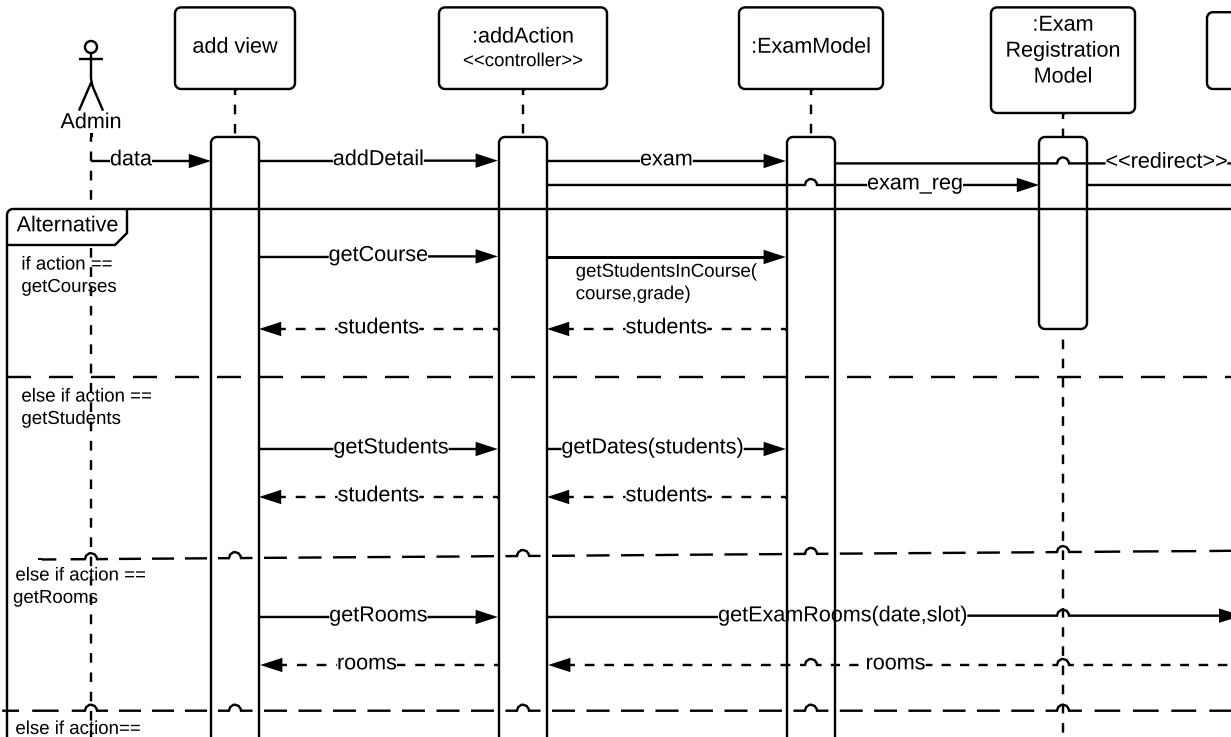 add view
:addAction
<<controller>>
:ExamModel
:Exam
Registration
Model
Admin
data
addDetail
exam
<<redirect>>
exam_reg
Alternative
if action ==
getCourses
getCourse
getStudentsInCourse(
course,grade)
students
students
else if action ==
getStudents
getStudents
getDates(students)
students
students
else if action ==
getRooms
getRooms
getExamRooms(date,slot)
rooms
rooms
else if action==